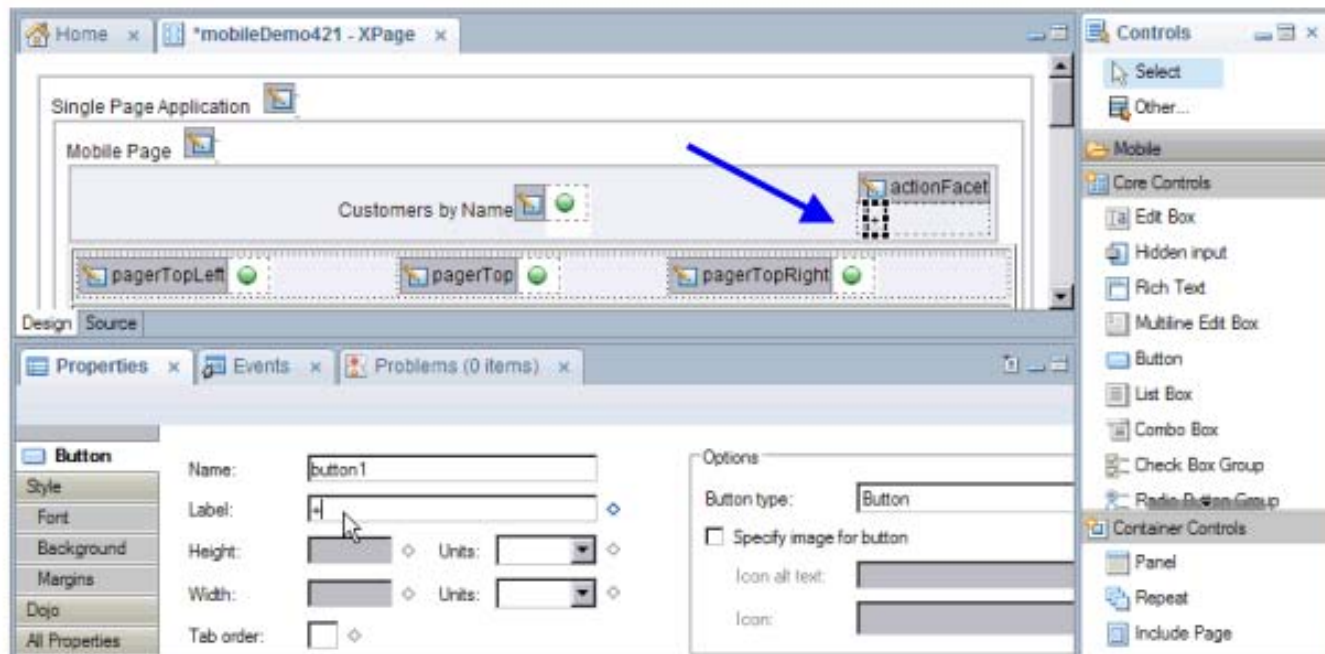 Home
*mobileDemo421 - XPage
Single Page Application
Mobile Page
Customers by Name
actionFacet
+
pagerTopLeft
pagerTop
pagerTopRight
Design
Source
Properties
Events
Problems (0 items)
Button
Style
Font
Background
Margins
Dojo
All Properties
Name:
button1
Label:
+
Height:
Units:
Width:
Units:
Tab order:
Options
Button type:
Button
Specify image for button
Icon alt text:
Icon:
Controls
Select
Other...
Mobile
Core Controls
Edit Box
Hidden input
Rich Text
Multiline Edit Box
Button
List Box
Combo Box
Check Box Group
Radio Button Group
Container Controls
Panel
Repeat
Include Page